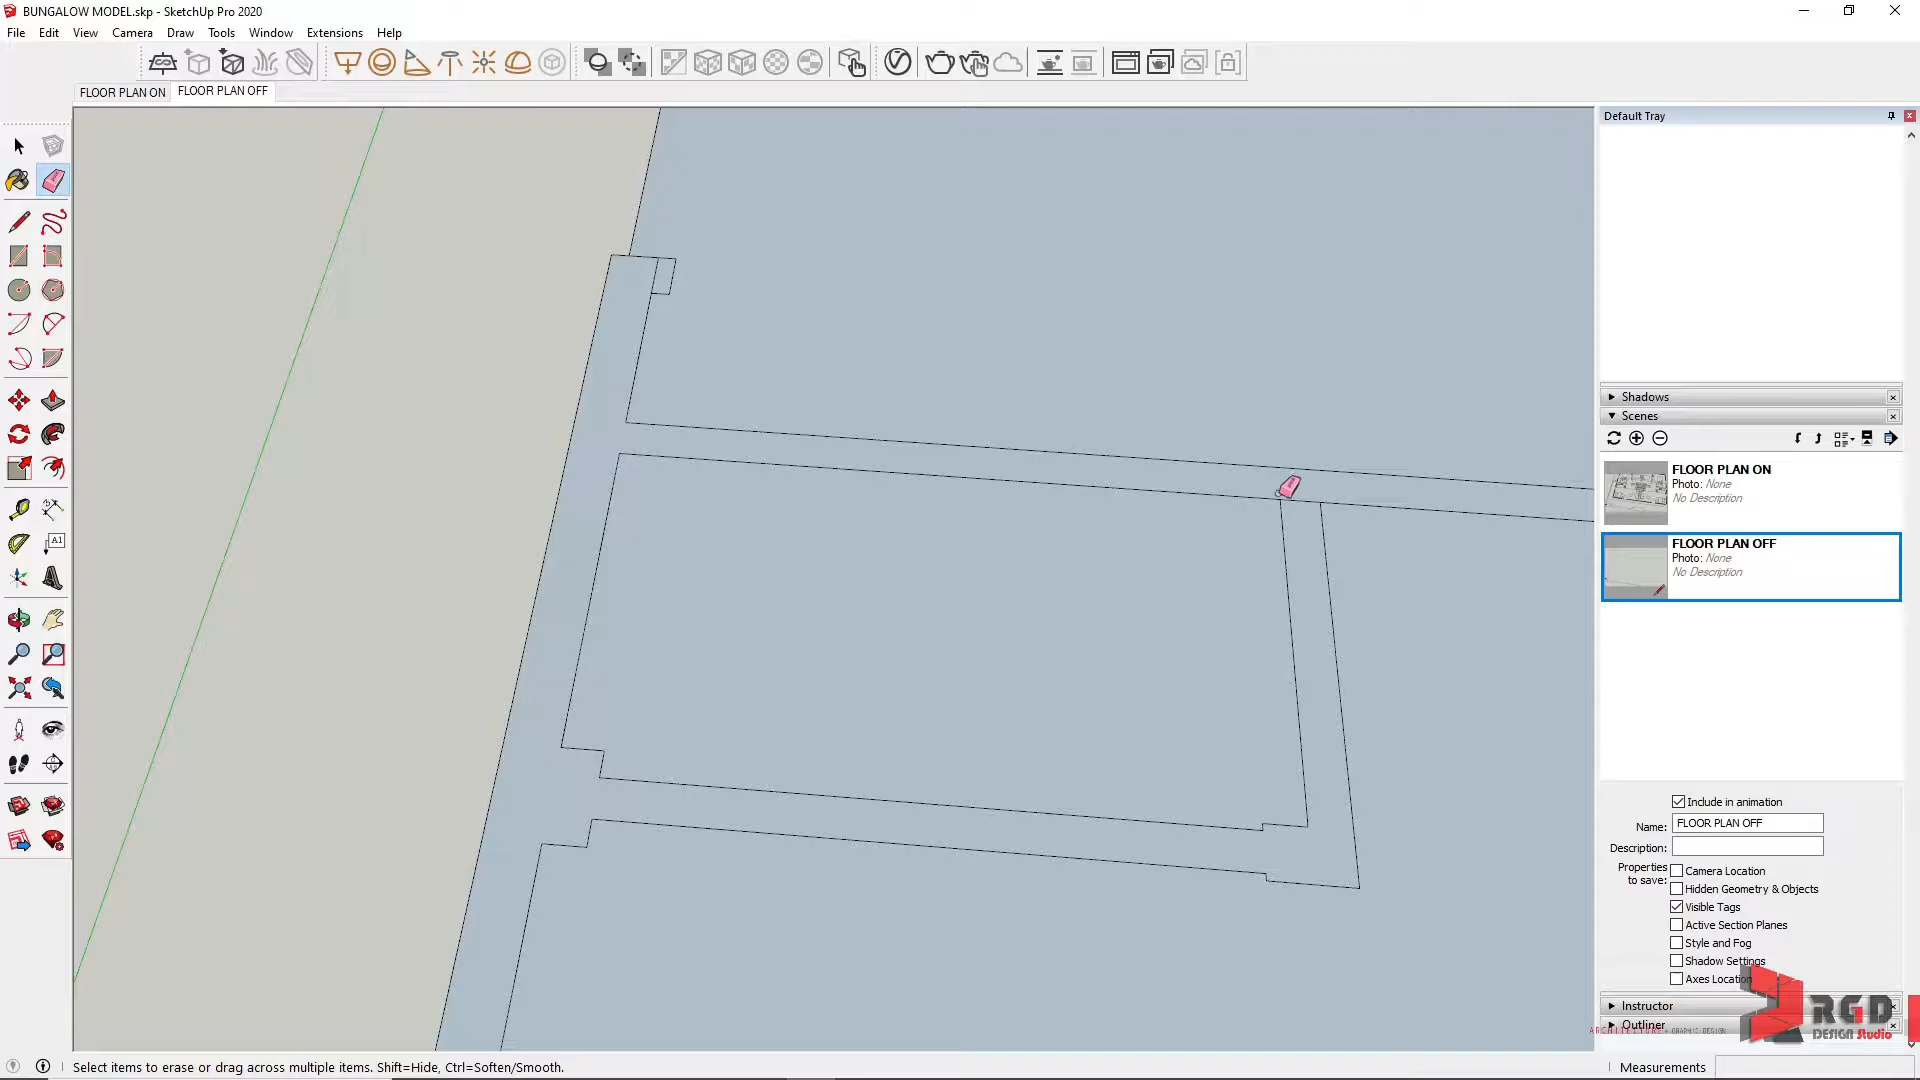 BUNGALOW MODEL.skp - SketchUp Pro 2020
File Edit View Camera Draw Tools Window Extensions Help
FLOOR PLAN ON FLOOR PLAN OFF
Default Tray
A1
Shadows
Scenes
FLOOR PLAN ON
Photo: None
No Description
FLOOR PLAN OFF
Photo: None
No Description
Include in animation
Name: FLOOR PLAN OFF
Description:
Properties to save:
Camera Location
Hidden Geometry & Objects
Visible Tags
Active Section Planes
Style and Fog
Shadow Settings
Axes Location
Instructor
Outliner
RGD
DESIGN Studio
Select items to erase or drag across multiple items. Shift=Hide, Ctrl=Soften/Smooth.
Measurements